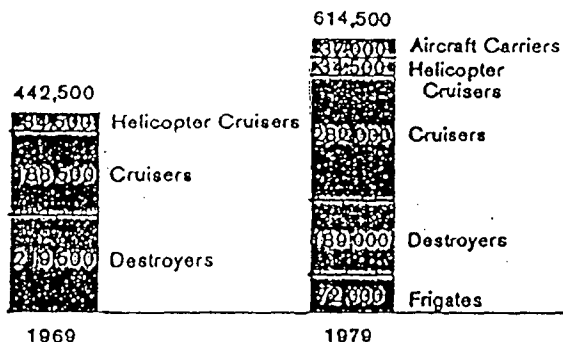 614,500
37,000 Aircraft Carriers
34,500 Helicopter
Cruisers
282,000 Cruisers
189,000 Destroyers
72,000 Frigates
1979
442,500
34,500 Helicopter Cruisers
188,500 Cruisers
219,500 Destroyers
1969